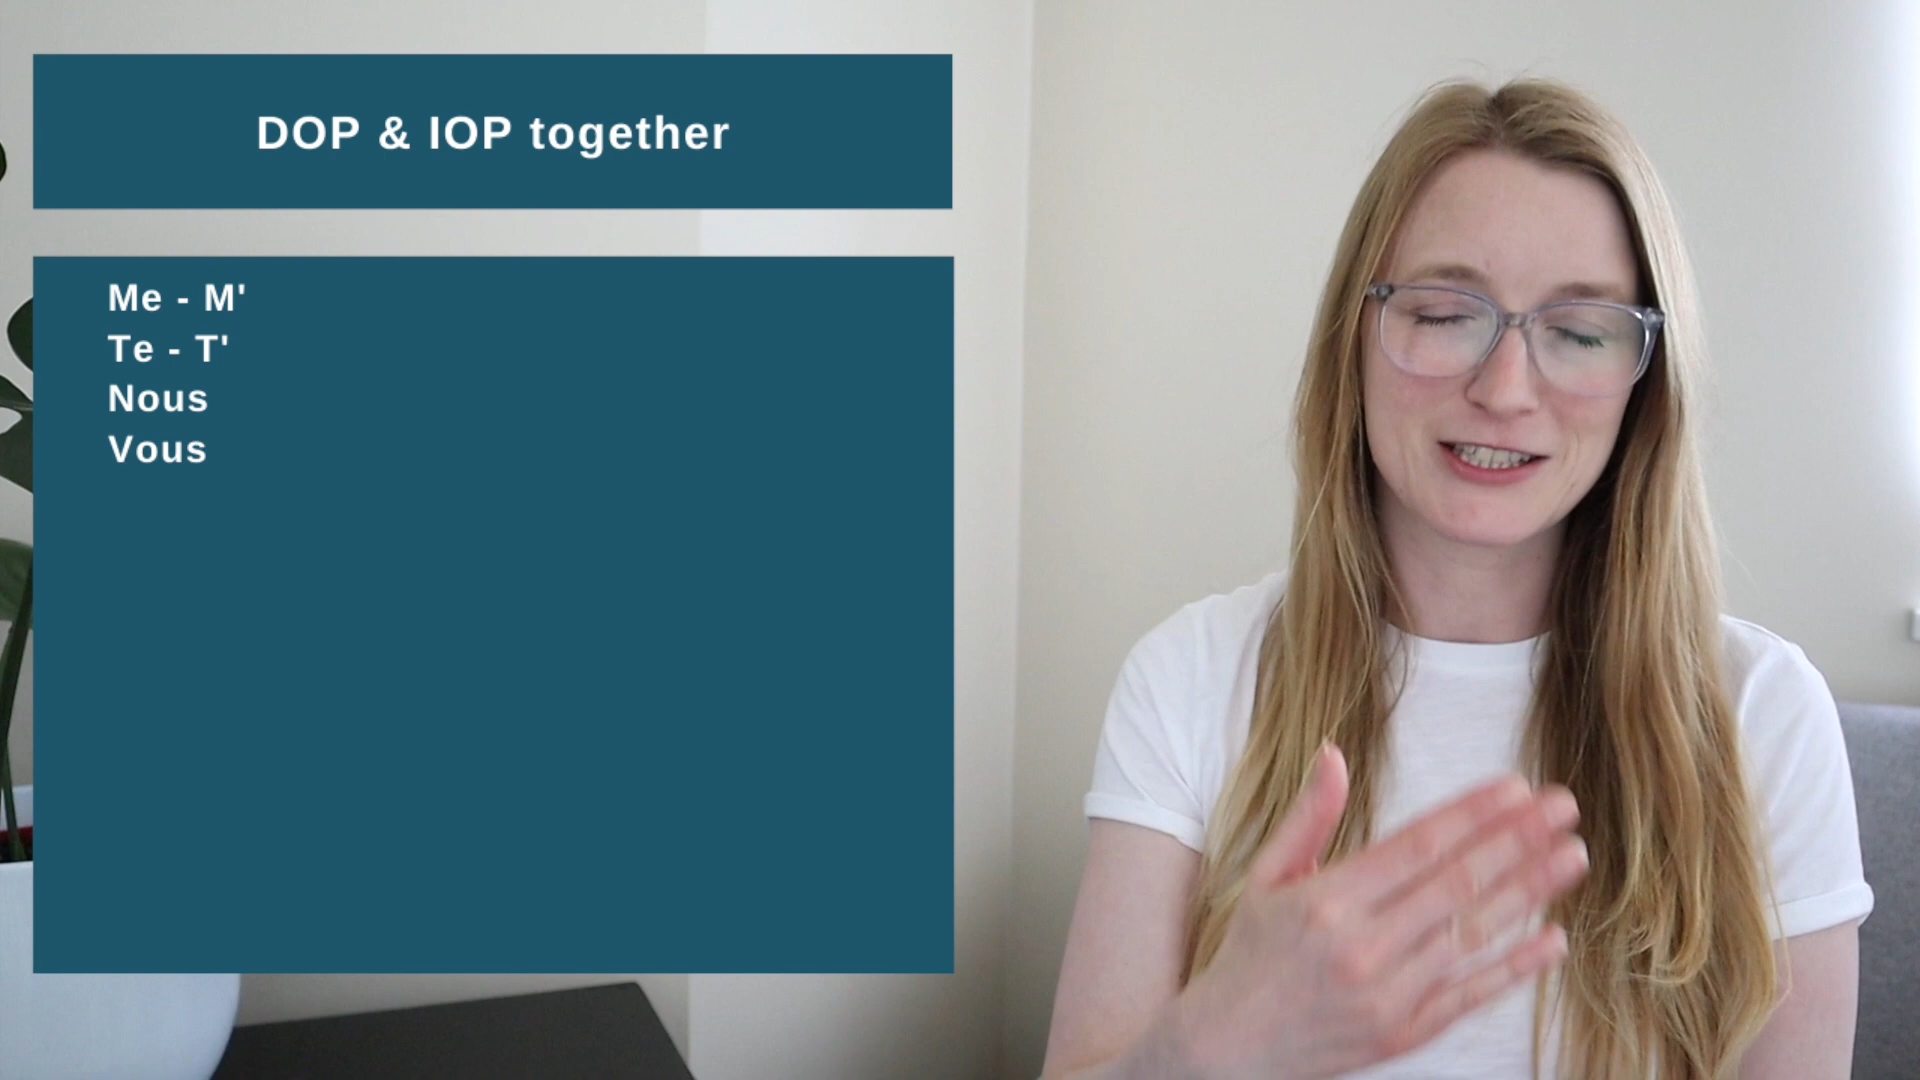 DOP & IOP together
Me - M'
Te - T'
Nous
Vous